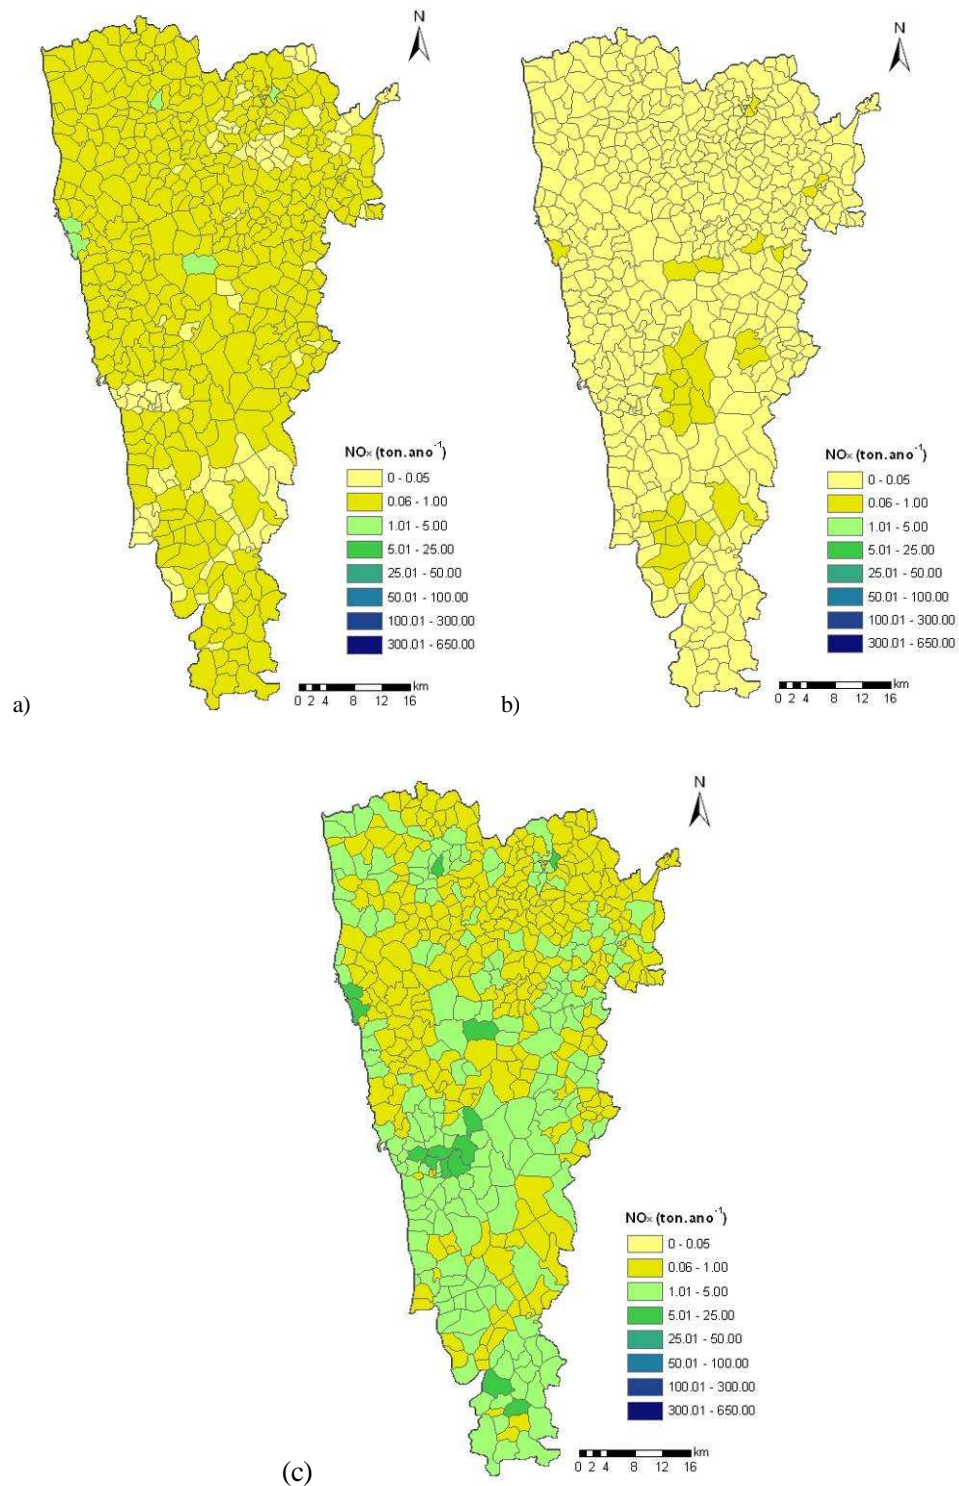 N
NOx (ton.ano-1)
0 - 0.05
0.06 - 1.00
1.01 - 5.00
5.01 - 25.00
25.01 - 50.00
50.01 - 100.00
100.01 - 300.00
300.01 - 650.00
km
0 2 4 8 12 16
a)
N
NOx (ton.ano-1)
0 - 0.05
0.06 - 1.00
1.01 - 5.00
5.01 - 25.00
25.01 - 50.00
50.01 - 100.00
100.01 - 300.00
300.01 - 650.00
km
0 2 4 8 12 16
b)
N
NOx (ton.ano-1)
0 - 0.05
0.06 - 1.00
1.01 - 5.00
5.01 - 25.00
25.01 - 50.00
50.01 - 100.00
100.01 - 300.00
300.01 - 650.00
km
0 2 4 8 12 16
(c)